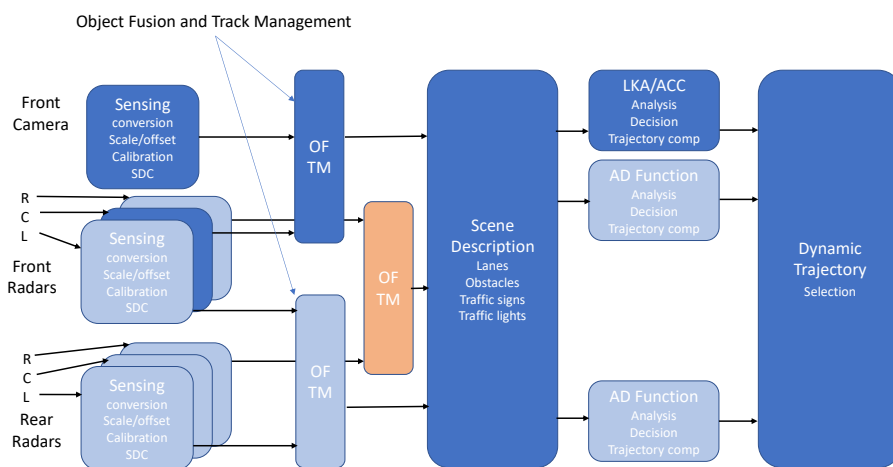 Object Fusion and Track Management
Front
Camera
Sensing
conversion
Scale/offset
Calibration
SDC
OF
TM
R
C
L
Front
Radars
Sensing
conversion
Scale/offset
Calibration
SDC
OF
TM
R
C
L
Rear
Radars
Sensing
conversion
Scale/offset
Calibration
SDC
OF
TM
Scene
Description
Lanes
Obstacles
Traffic signs
Traffic lights
LKA/ACC
Analysis
Decision
Trajectory comp
AD Function
Analysis
Decision
Trajectory comp
AD Function
Analysis
Decision
Trajectory comp
Dynamic
Trajectory
Selection